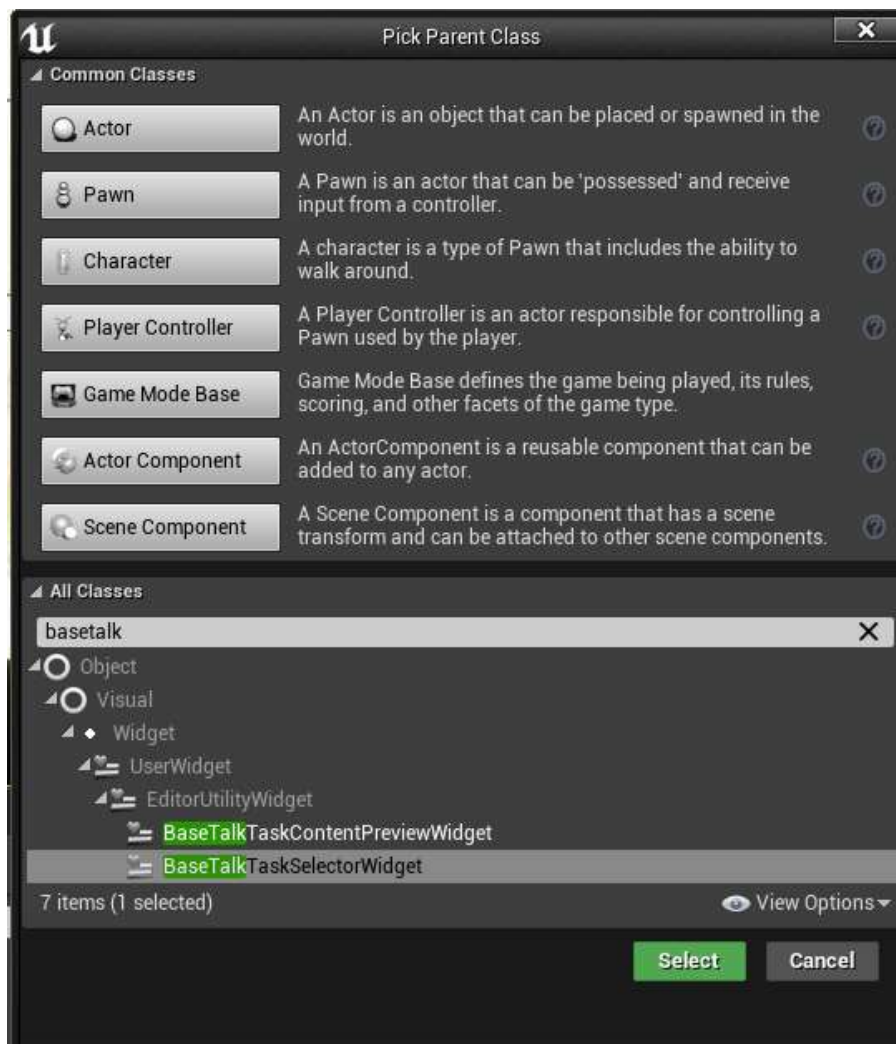 Pick Parent Class
Common Classes
Actor
An Actor is an object that can be placed or spawned in the
world.
Pawn
A Pawn is an actor that can be 'possessed' and receive
input from a controller.
Character
A character is a type of Pawn that includes the ability to
walk around.
Player Controller
A Player Controller is an actor responsible for controlling a
Pawn used by the player.
Game Mode Base
Game Mode Base defines the game being played, its rules,
scoring, and other facets of the game type.
Actor Component
An ActorComponent is a reusable component that can be
added to any actor.
Scene Component
A Scene Component is a component that has a scene
transform and can be attached to other scene components.
All Classes
basetalk
Object
Visual
Widget
UserWidget
EditorUtilityWidget
BaseTalkTaskContentPreviewWidget
BaseTalkTaskSelectorWidget
7 items (1 selected)
View Options
Select
Cancel